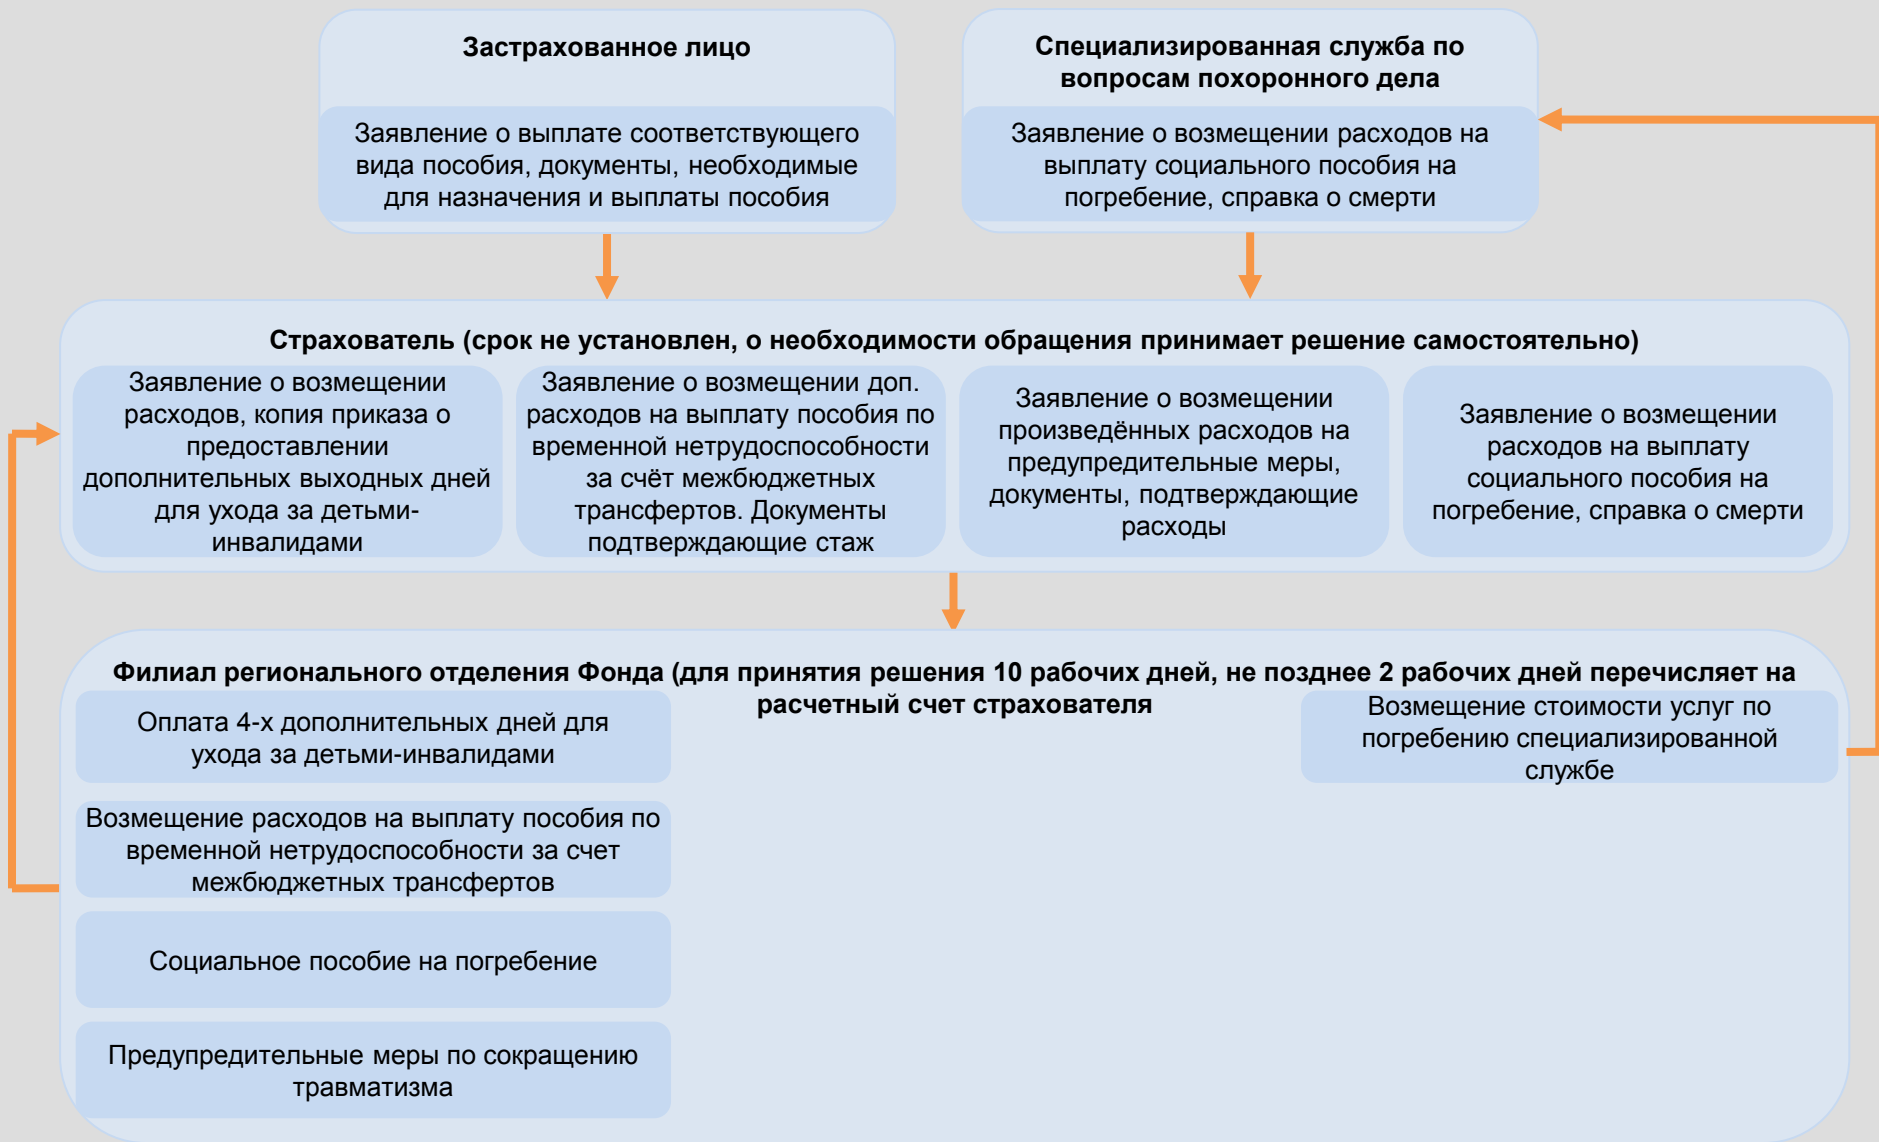 Застрахованное лицо
Заявление о выплате соответствующего
вида пособия, документы, необходимые
для назначения и выплаты пособия
Специализированная служба по
вопросам похоронного дела
Заявление о возмещении расходов на
выплату социального пособия на
погребение, справка о смерти
Страхователь (срок не установлен, о необходимости обращения принимает решение самостоятельно)
Заявление о возмещении
расходов, копия приказа о
предоставлении
дополнительных выходных дней
для ухода за детьми-
инвалидами
Заявление о возмещении доп.
расходов на выплату пособия по
временной нетрудоспособности
за счёт межбюджетных
трансфертов. Документы
подтверждающие стаж
Заявление о возмещении
произведённых расходов на
предупредительные меры,
документы, подтверждающие
расходы
Заявление о возмещении
расходов на выплату
социального пособия на
погребение, справка о смерти
Филиал регионального отделения Фонда (для принятия решения 10 рабочих дней, не позднее 2 рабочих дней перечисляет на
расчетный счет страхователя
Оплата 4-х дополнительных дней для
ухода за детьми-инвалидами
Возмещение расходов на выплату пособия по
временной нетрудоспособности за счет
межбюджетных трансфертов
Социальное пособие на погребение
Предупредительные меры по сокращению
травматизма
Возмещение стоимости услуг по
погребению специализированной
службе